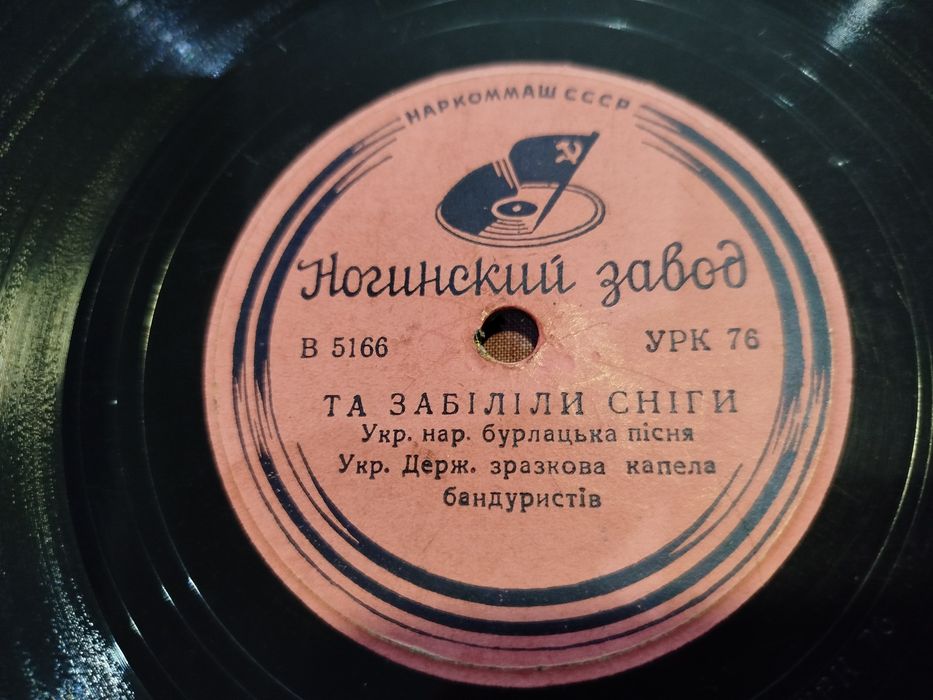 НАРКОММАШ СССР
Ногинский завод
В 5166 УРК 76
ТА ЗАБІЛІЛИ СНІГИ
Укр. нар. бурлацька пісня
Укр. Держ. зразкова капела
бандуристів